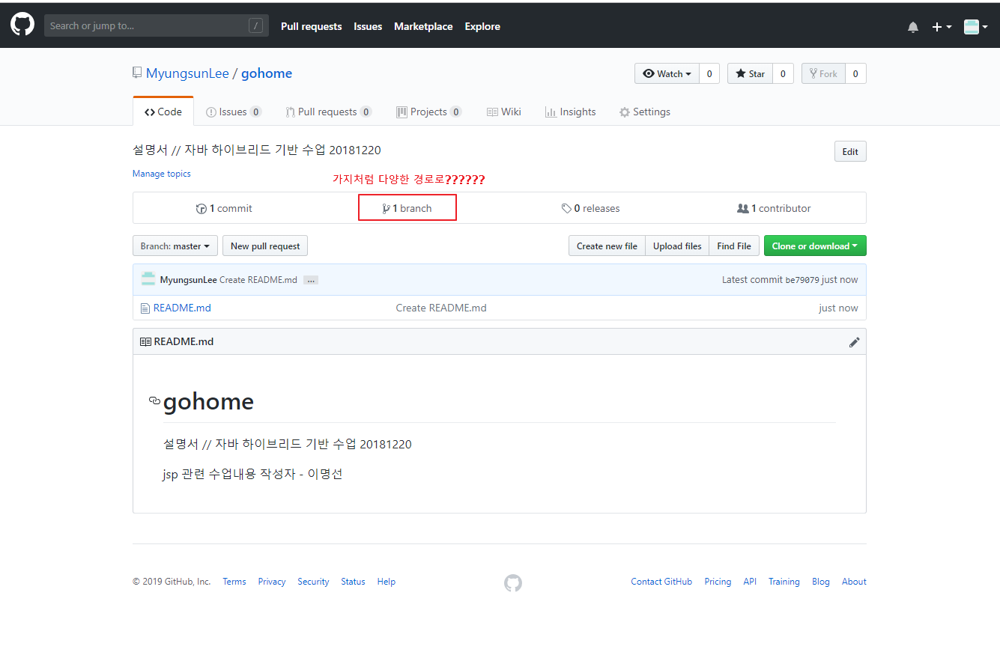 Search or jump to... /
Pull requests Issues Marketplace Explore
MyungsunLee / gohome
Watch 0 Star 0 Fork 0
Code Issues 0 Pull requests 0 Projects 0 Wiki Insights Settings
설명서 // 자바 하이브리드 기반 수업 20181220
Edit
Manage topics
가지처럼 다양한 경로로??????
1 commit 1 branch 0 releases 1 contributor
Branch: master New pull request Create new file Upload files Find File Clone or download
MyungsunLee Create README.md ... Latest commit be79079 just now
README.md Create README.md just now
README.md
gohome
설명서 // 자바 하이브리드 기반 수업 20181220
jsp 관련 수업내용 작성자 - 이명선
© 2019 GitHub, Inc. Terms Privacy Security Status Help Contact GitHub Pricing API Training Blog About